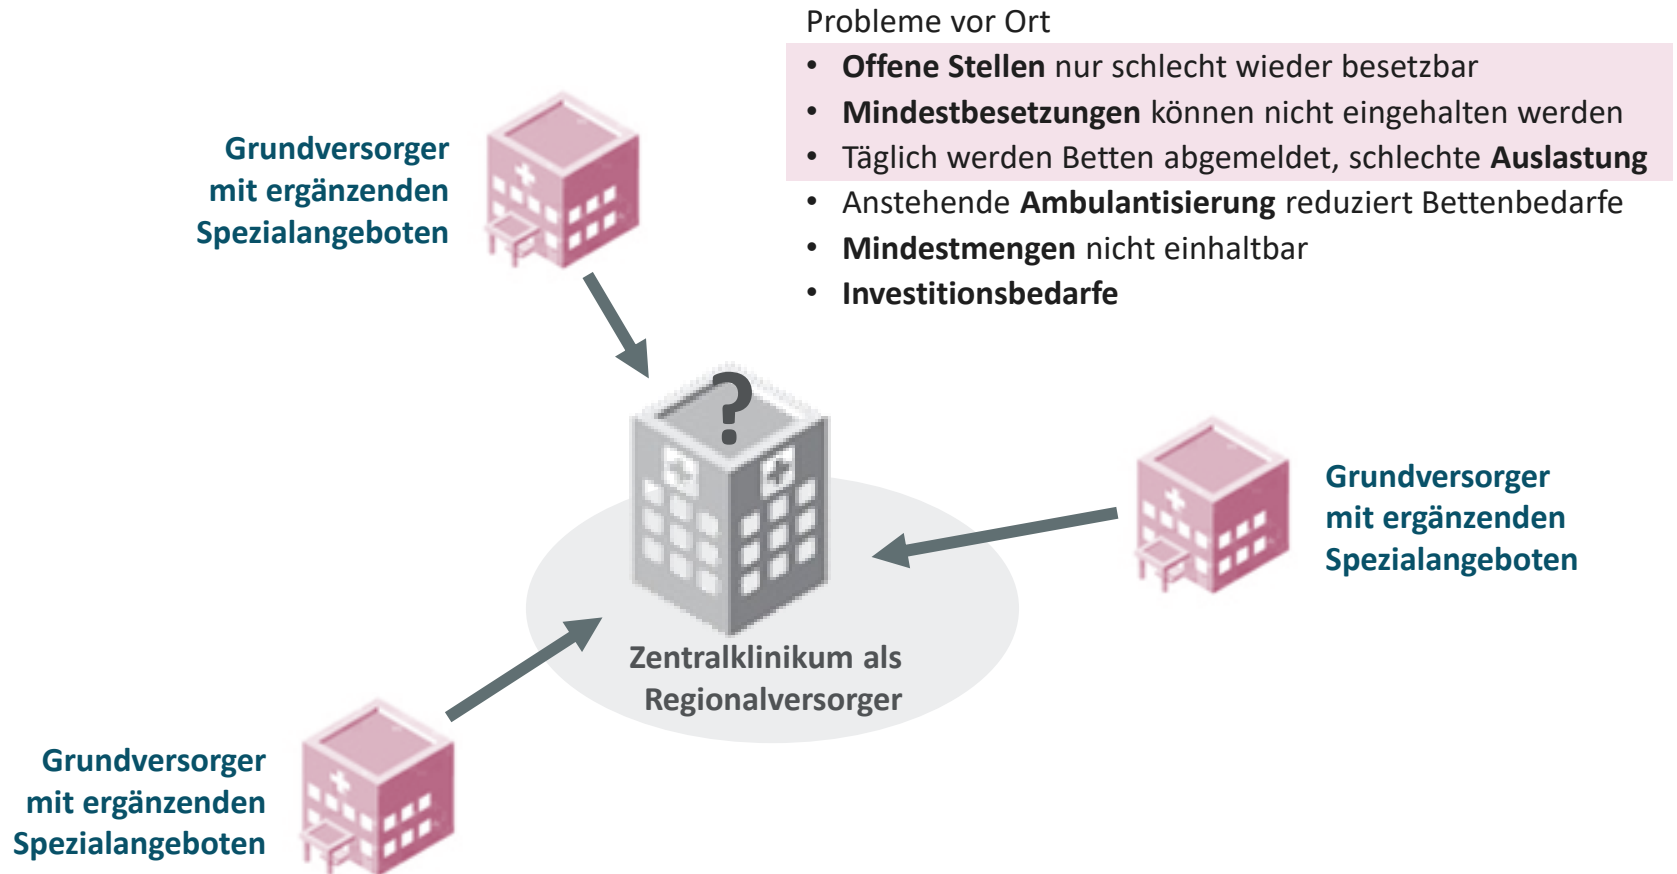 Probleme vor Ort
• Offene Stellen nur schlecht wieder besetzbar
• Mindestbesetzungen können nicht eingehalten werden
• Täglich werden Betten abgemeldet, schlechte Auslastung
• Anstehende Ambulantisierung reduziert Bettenbedarfe
• Mindestmengen nicht einhaltbar
• Investitionsbedarfe
Grundversorger
mit ergänzenden
Spezialangeboten
?
Zentralklinikum als
Regionalversorger
Grundversorger
mit ergänzenden
Spezialangeboten
Grundversorger
mit ergänzenden
Spezialangeboten